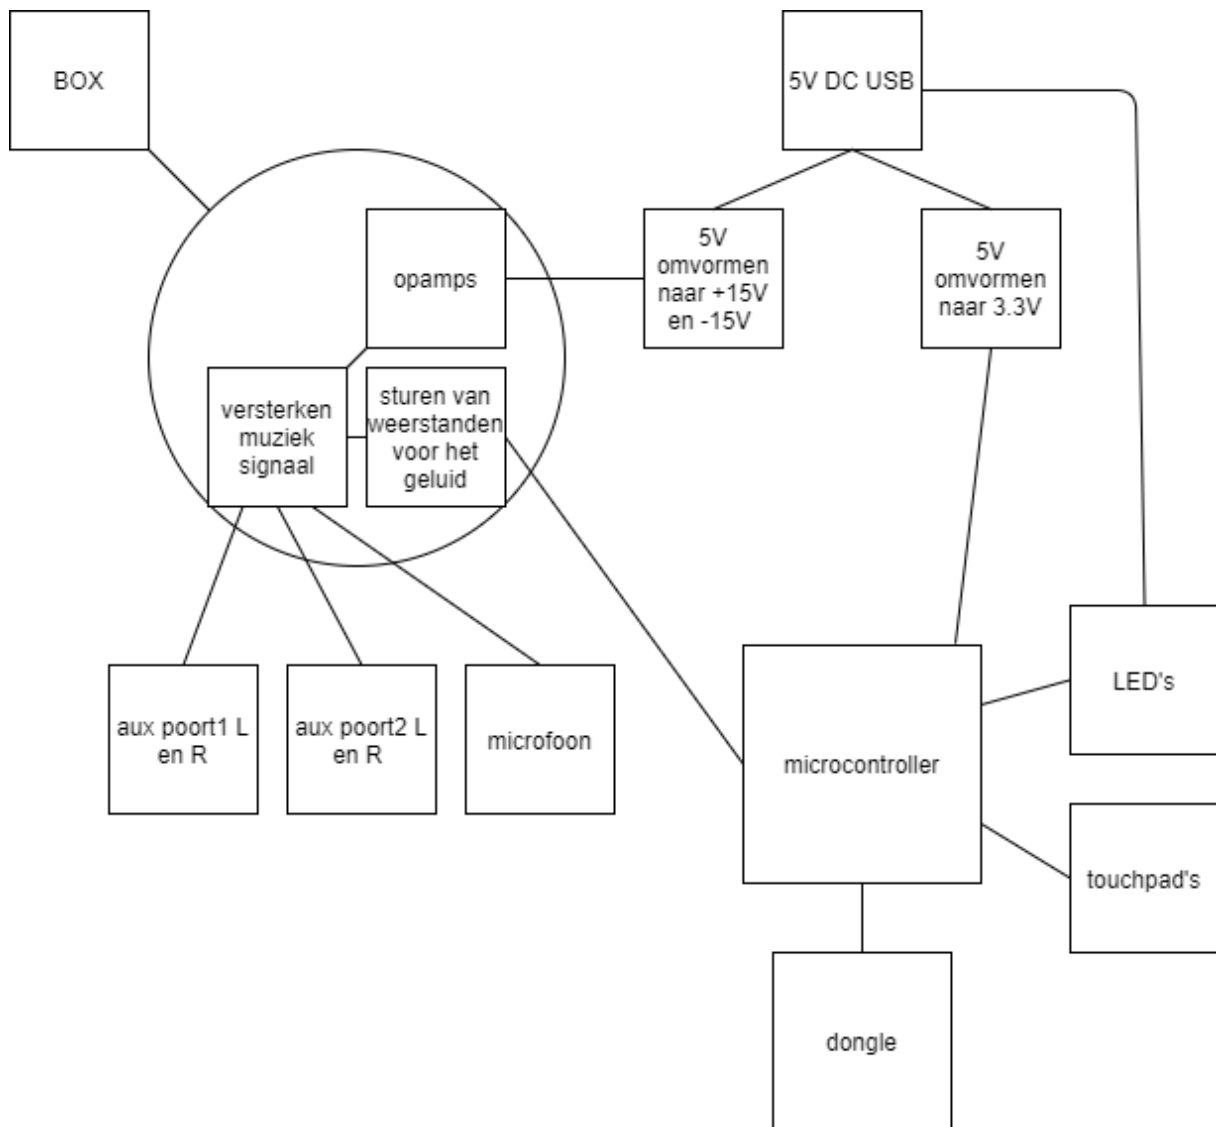 BOX
5V DC USB
opamps
5V
omvormen
naar +15V
en -15V
5V
omvormen
naar 3.3V
versterken
muziek
signaal
sturen van
weerstanden
voor het
geluid
aux poort1 L
en R
aux poort2 L
en R
microfoon
microcontroller
LED's
touchpad's
dongle